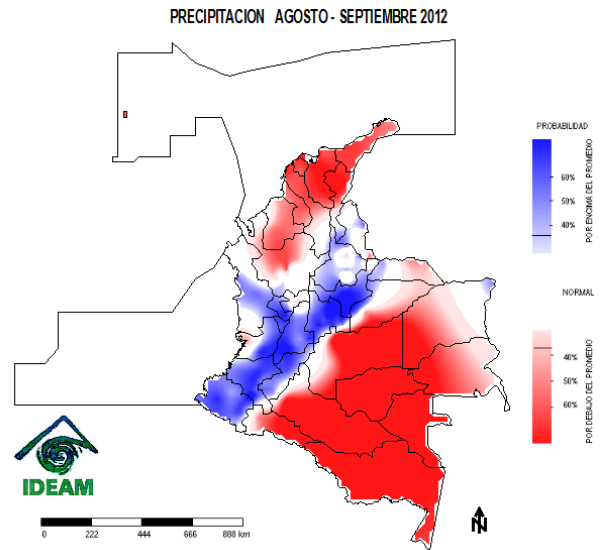 PRECIPITACION AGOSTO - SEPTIEMBRE 2012
PROBABILIDAD
60%
50%
40%
POR ENCIMA DEL PROMEDIO
NORMAL
40%
50%
60%
POR DEBAJO DEL PROMEDIO
IDEAM
0 222 444 666 888 km
N